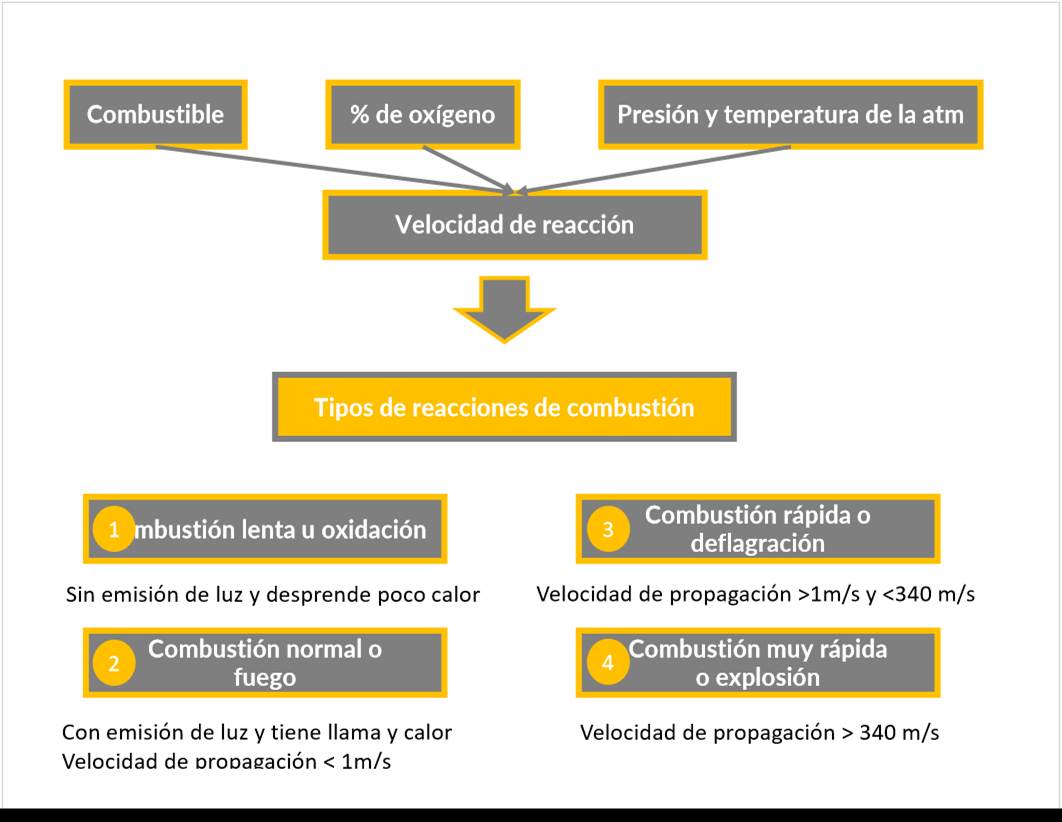 Combustible
% de oxígeno
Presión y temperatura de la atm
Velocidad de reacción
Tipos de reacciones de combustión
1 mbustión lenta u oxidación
Sin emisión de luz y desprende poco calor
2 Combustión normal o
fuego
Con emisión de luz y tiene llama y calor
Velocidad de propagación < 1m/s
3 Combustión rápida o
deflagración
Velocidad de propagación >1m/s y <340 m/s
4 Combustión muy rápida
o explosión
Velocidad de propagación > 340 m/s